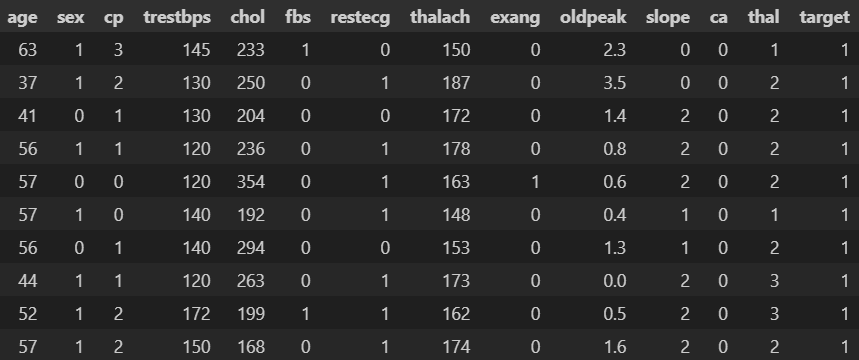 age sex cp trestbps chol fbs restecg thalach exang oldpeak slope ca thal target
63 1 3 145 233 1 0 150 0 2.3 0 0 1 1
37 1 2 130 250 0 1 187 0 3.5 0 0 2 1
41 0 1 130 204 0 0 172 0 1.4 2 0 2 1
56 1 1 120 236 0 1 178 0 0.8 2 0 2 1
57 0 0 120 354 0 1 163 1 0.6 2 0 2 1
57 1 0 140 192 0 1 148 0 0.4 1 0 1 1
56 0 1 140 294 0 0 153 0 1.3 1 0 2 1
44 1 1 120 263 0 1 173 0 0.0 2 0 3 1
52 1 2 172 199 1 1 162 0 0.5 2 0 3 1
57 1 2 150 168 0 1 174 0 1.6 2 0 2 1